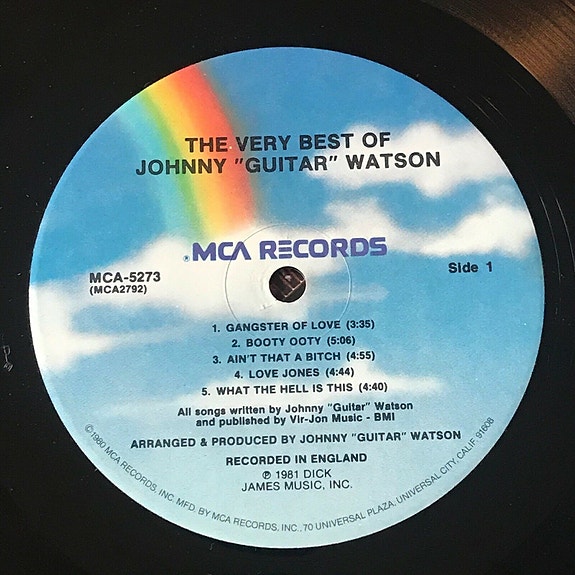 THE VERY BEST OF
JOHNNY "GUITAR" WATSON
® MCA RECORDS
MCA-5273
(MCA2792)
Side 1
1. GANGSTER OF LOVE (3:35)
2. BOOTY OOTY (5:06)
3. AIN'T THAT A BITCH (4:55)
4. LOVE JONES (4:44)
5. WHAT THE HELL IS THIS (4:40)
All songs written by Johnny "Guitar" Watson
and published by Vir-Jon Music - BMI
ARRANGED & PRODUCED BY JOHNNY "GUITAR" WATSON
RECORDED IN ENGLAND
℗ 1981 DICK
JAMES MUSIC, INC.
©1980 MCA RECORDS, INC. MFD. BY MCA RECORDS, INC., 70 UNIVERSAL PLAZA, UNIVERSAL CITY, CALIF. 91608